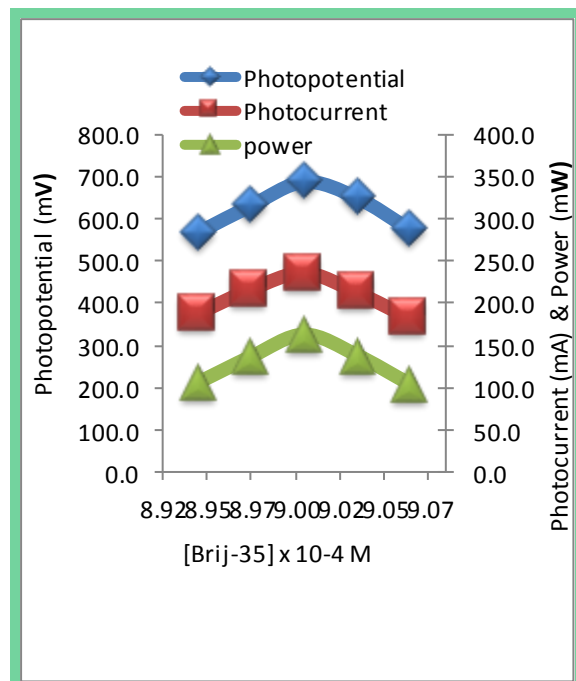 Photopotential
Photocurrent
power
800.0
700.0
600.0
500.0
400.0
300.0
200.0
100.0
0.0
Photopotential (mV)
400.0
350.0
300.0
250.0
200.0
150.0
100.0
50.0
0.0
Photocurrent (mA) & Power (mW)
8.92 8.95 8.97 9.00 9.02 9.05 9.07
[Brij-35] x 10-4 M